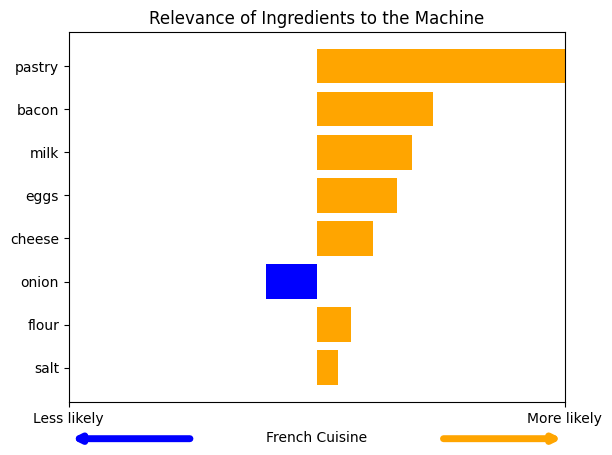 Relevance of Ingredients to the Machine
pastry
bacon
milk
eggs
cheese
onion
flour
salt
Less likely
More likely
French Cuisine